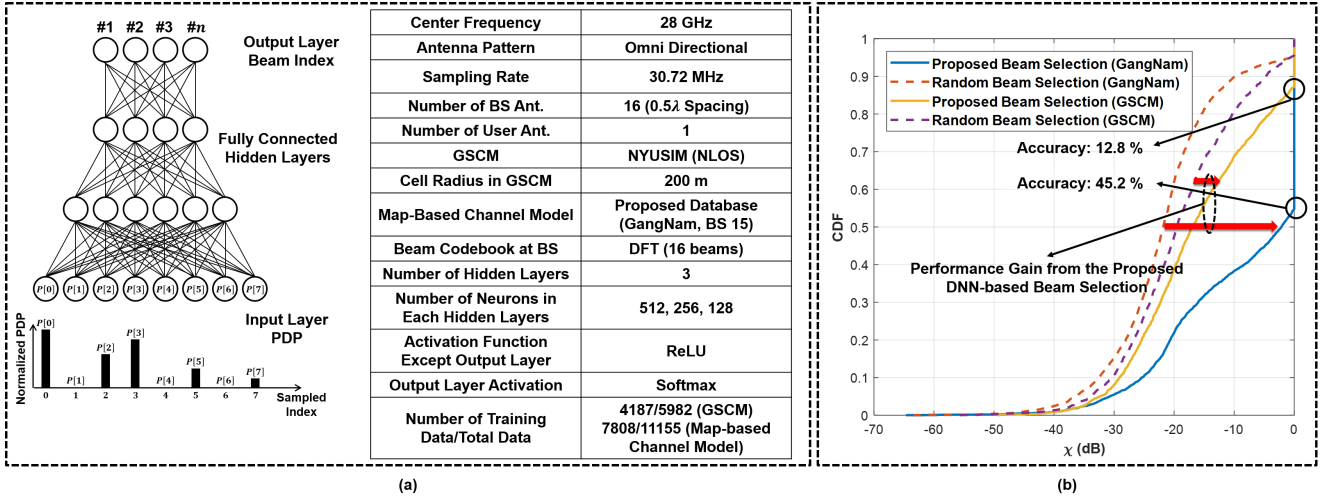 #1 #2 #3 #n
Output Layer
Beam Index
Fully Connected
Hidden Layers
P[0] P[1] P[2] P[3] P[4] P[5] P[6] P[7]
Input Layer
PDP
Normalized PDP
P[0]
P[1]
P[2]
P[3]
P[4]
P[5]
P[6]
P[7]
0 1 2 3 4 5 6 7
Sampled
Index
Center Frequency 28 GHz
Antenna Pattern Omni Directional
Sampling Rate 30.72 MHz
Number of BS Ant. 16 (0.5λ Spacing)
Number of User Ant. 1
GSCM NYUSIM (NLOS)
Cell Radius in GSCM 200 m
Map-Based Channel Model Proposed Database
(GangNam, BS 15)
Beam Codebook at BS DFT (16 beams)
Number of Hidden Layers 3
Number of Neurons in
Each Hidden Layers 512, 256, 128
Activation Function
Except Output Layer ReLU
Output Layer Activation Softmax
Number of Training
Data/Total Data 4187/5982 (GSCM)
7808/11155 (Map-based
Channel Model)
(a)
Proposed Beam Selection (GangNam)
Random Beam Selection (GangNam)
Proposed Beam Selection (GSCM)
Random Beam Selection (GSCM)
Accuracy: 12.8 %
Accuracy: 45.2 %
Performance Gain from the Proposed
DNN-based Beam Selection
CDF
1
0.9
0.8
0.7
0.6
0.5
0.4
0.3
0.2
0.1
0
-70 -60 -50 -40 -30 -20 -10 0
χ (dB)
(b)